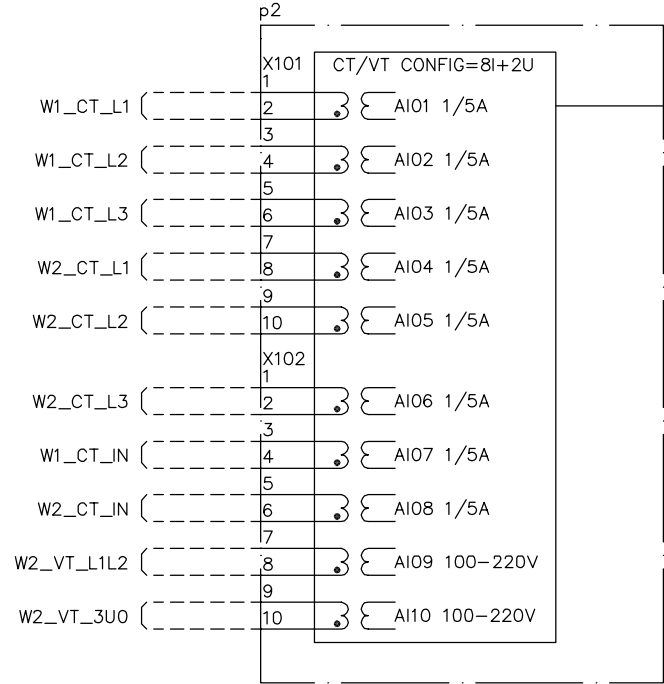 p2
X101 CT/VT CONFIG=8I+2U
1
W1_CT_L1 2 AI01 1/5A
3
W1_CT_L2 4 AI02 1/5A
5
W1_CT_L3 6 AI03 1/5A
7
W2_CT_L1 8 AI04 1/5A
9
W2_CT_L2 10 AI05 1/5A
X102
1
W2_CT_L3 2 AI06 1/5A
3
W1_CT_IN 4 AI07 1/5A
5
W2_CT_IN 6 AI08 1/5A
7
W2_VT_L1L2 8 AI09 100-220V
9
W2_VT_3U0 10 AI10 100-220V